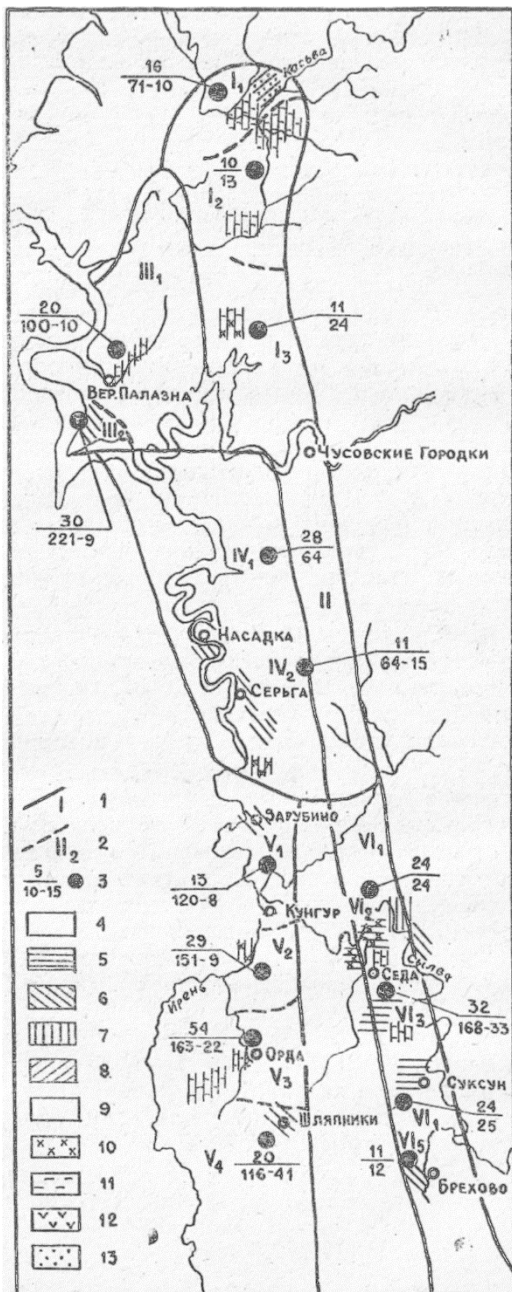 16
71-10
I₁
Косьва
10
13
I₂
III₁
20
100-10
11
24
I₃
Вер. Палазна
III₂
Чусовские Городки
30
221-9
IV₁
28
64
II
Насадка
IV₂
11
64-15
Серьга
I 1
II₂ 2
5
10-15
3
4
5
6
7
8
9
10
11
12
13
Зарубино
V₁
VI₁
13
120-8
24
24
Кунгур
VI₂
29
151-9
V₂
Сылва
Седа
Ирень
32
168-33
VI₃
54
163-22
Орда
V₃
Суксун
Шляпники
24
25
VI₁
V₄
20
116-41
11
12
VI₅
Брехово